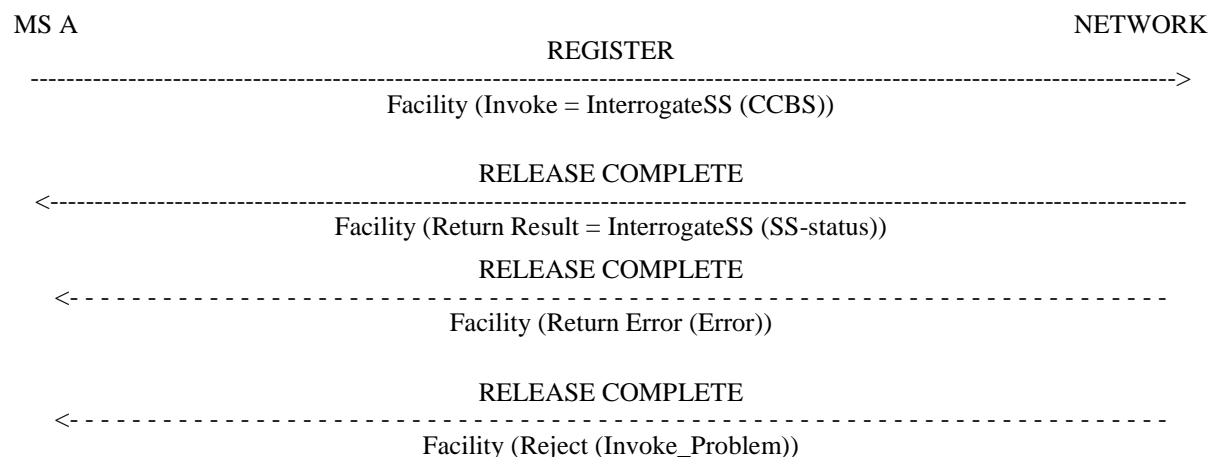 MS A NETWORK
REGISTER
Facility (Invoke = InterrogateSS (CCBS))
RELEASE COMPLETE
Facility (Return Result = InterrogateSS (SS-status))
RELEASE COMPLETE
Facility (Return Error (Error))
RELEASE COMPLETE
Facility (Reject (Invoke_Problem))